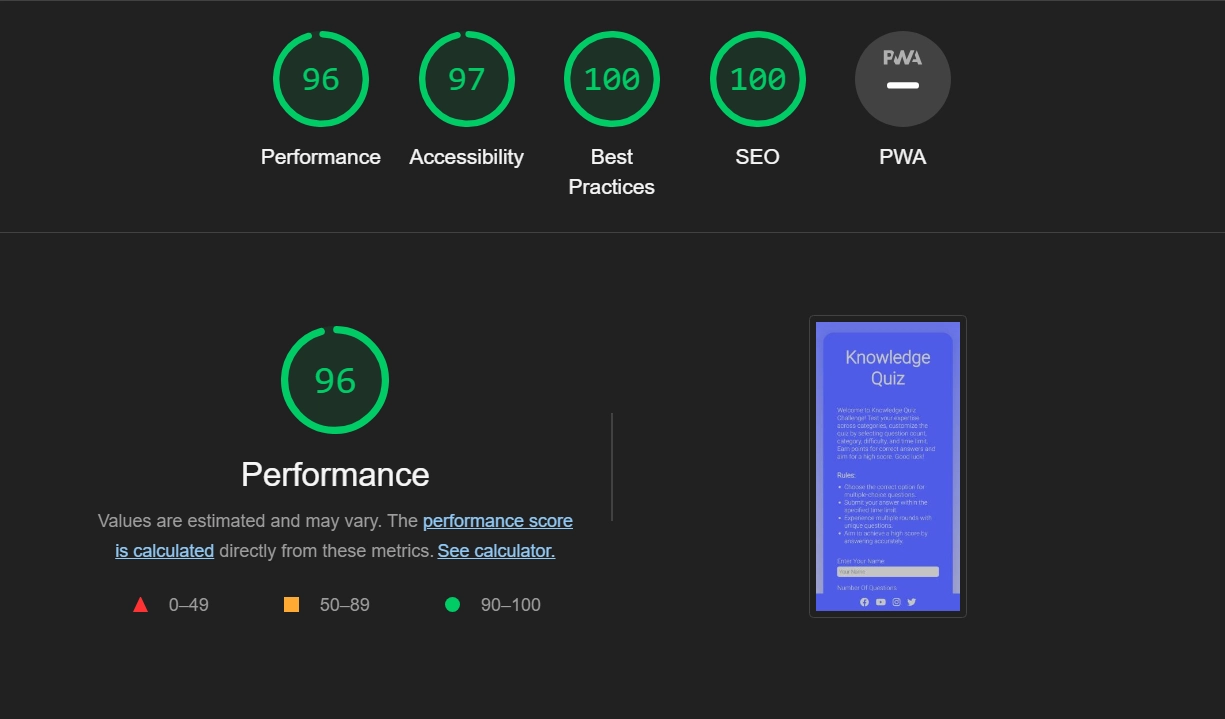 96
97
100
100
PWA
Performance
Accessibility
Best
Practices
SEO
PWA
96
Performance
Values are estimated and may vary. The performance score
is calculated directly from these metrics. See calculator.
0–49
50–89
90–100
Knowledge
Quiz
Welcome to Knowledge Quiz
Challenge! Test your expertise
across categories, customize the
quiz by selecting question count,
category, difficulty, and time limit.
Earn points for correct answers and
aim for a high score. Good luck!
Rules:
• Choose the correct option for
multiple-choice questions.
• Submit your answer within the
specified time limit.
• Experience multiple rounds with
unique questions.
• Aim to achieve a high score by
answering accurately.
Enter Your Name
Your Name
Number Of Questions